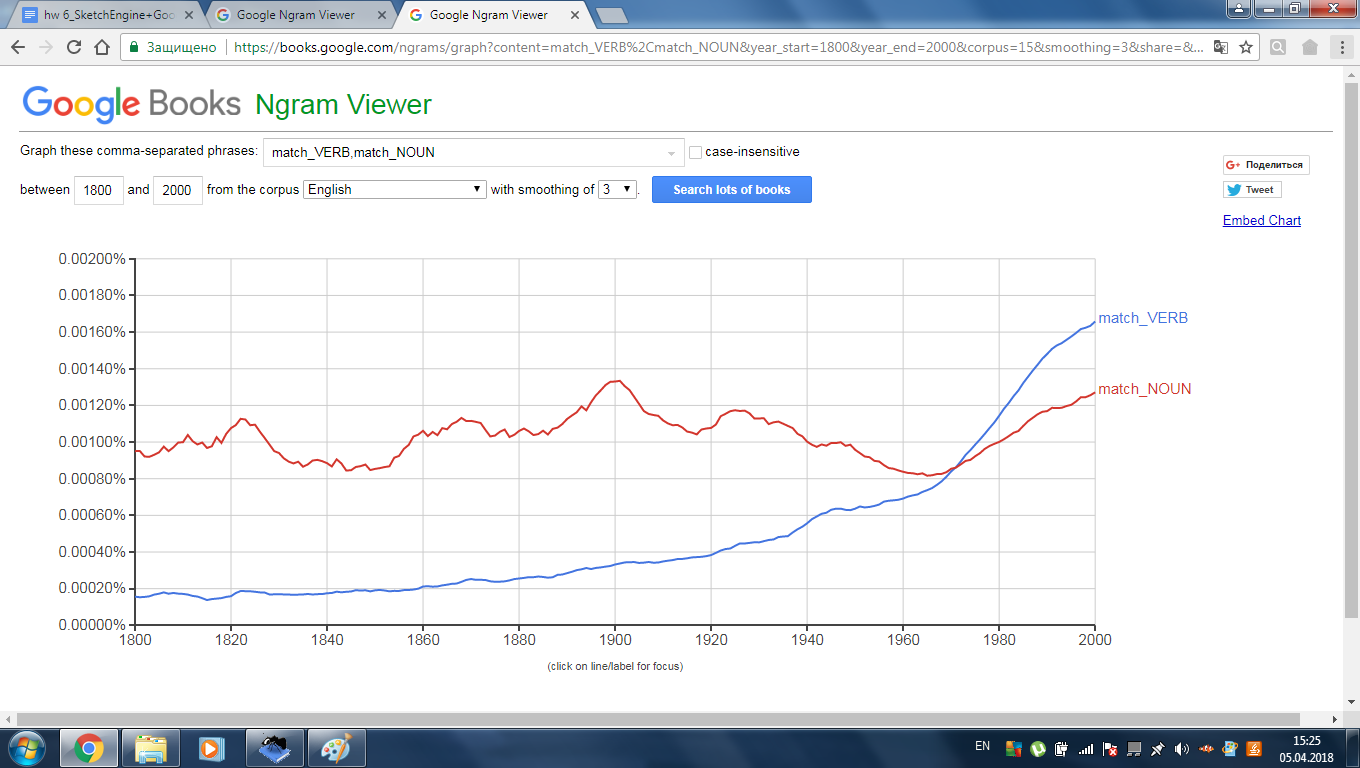 hw 6_SketchEngine+Goo
Google Ngram Viewer
Google Ngram Viewer
Защищено
https://books.google.com/ngrams/graph?content=match_VERB%2Cmatch_NOUN&year_start=1800&year_end=2000&corpus=15&smoothing=3&share=&...
Google Books Ngram Viewer
Graph these comma-separated phrases: match_VERB,match_NOUN case-insensitive
between 1800 and 2000 from the corpus English with smoothing of 3 . Search lots of books
G+ Поделиться
Tweet
Embed Chart
0.00200%
0.00180%
0.00160%
0.00140%
0.00120%
0.00100%
0.00080%
0.00060%
0.00040%
0.00020%
0.00000%
match_VERB
match_NOUN
1800 1820 1840 1860 1880 1900 1920 1940 1960 1980 2000
(click on line/label for focus)
EN
15:25
05.04.2018